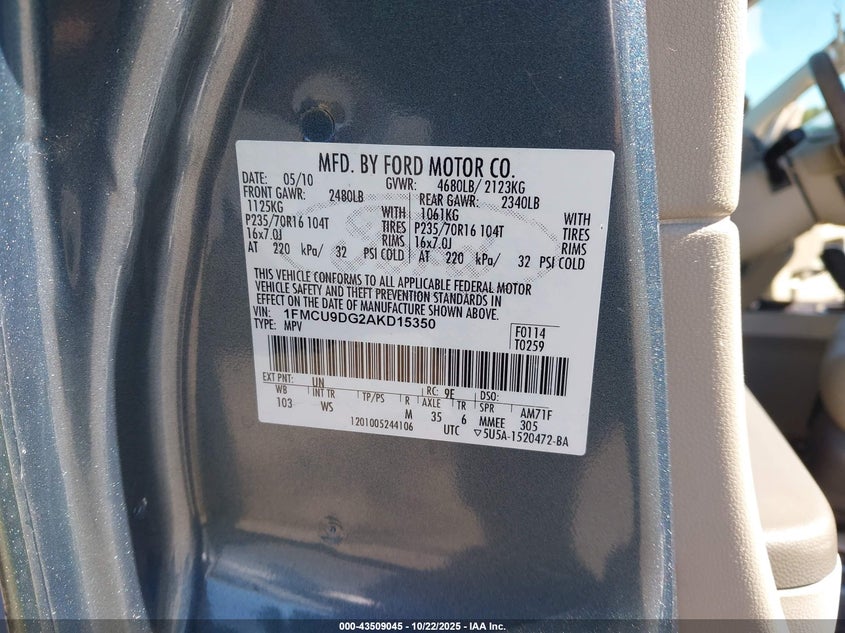 MFD. BY FORD MOTOR CO.
DATE: 05/10 GVWR: 4680LB/ 2123KG
FRONT GAWR: 2480LB REAR GAWR: 2340LB
1125KG WITH 1061KG WITH
P235/70R16 104T TIRES P235/70R16 104T TIRES
16x7.0J RIMS 16x7.0J RIMS
AT 220 kPa/ 32 PSI COLD AT 220 kPa/ 32 PSI COLD
THIS VEHICLE CONFORMS TO ALL APPLICABLE FEDERAL MOTOR
VEHICLE SAFETY AND THEFT PREVENTION STANDARDS IN
EFFECT ON THE DATE OF MANUFACTURE SHOWN ABOVE.
VIN: 1FMCU9DG2AKD15350
TYPE: MPV
F0114
T0259
EXT PNT: UN RC: 9E DSO:
WB INT TR TP/PS R AXLE TR SPR AM71F
103 WS M 35 6 MMEE 305
1201005244106 UTC ▽5U5A-1520472-BA
Ford
000-43509045 - 10/22/2025 - IAA Inc.